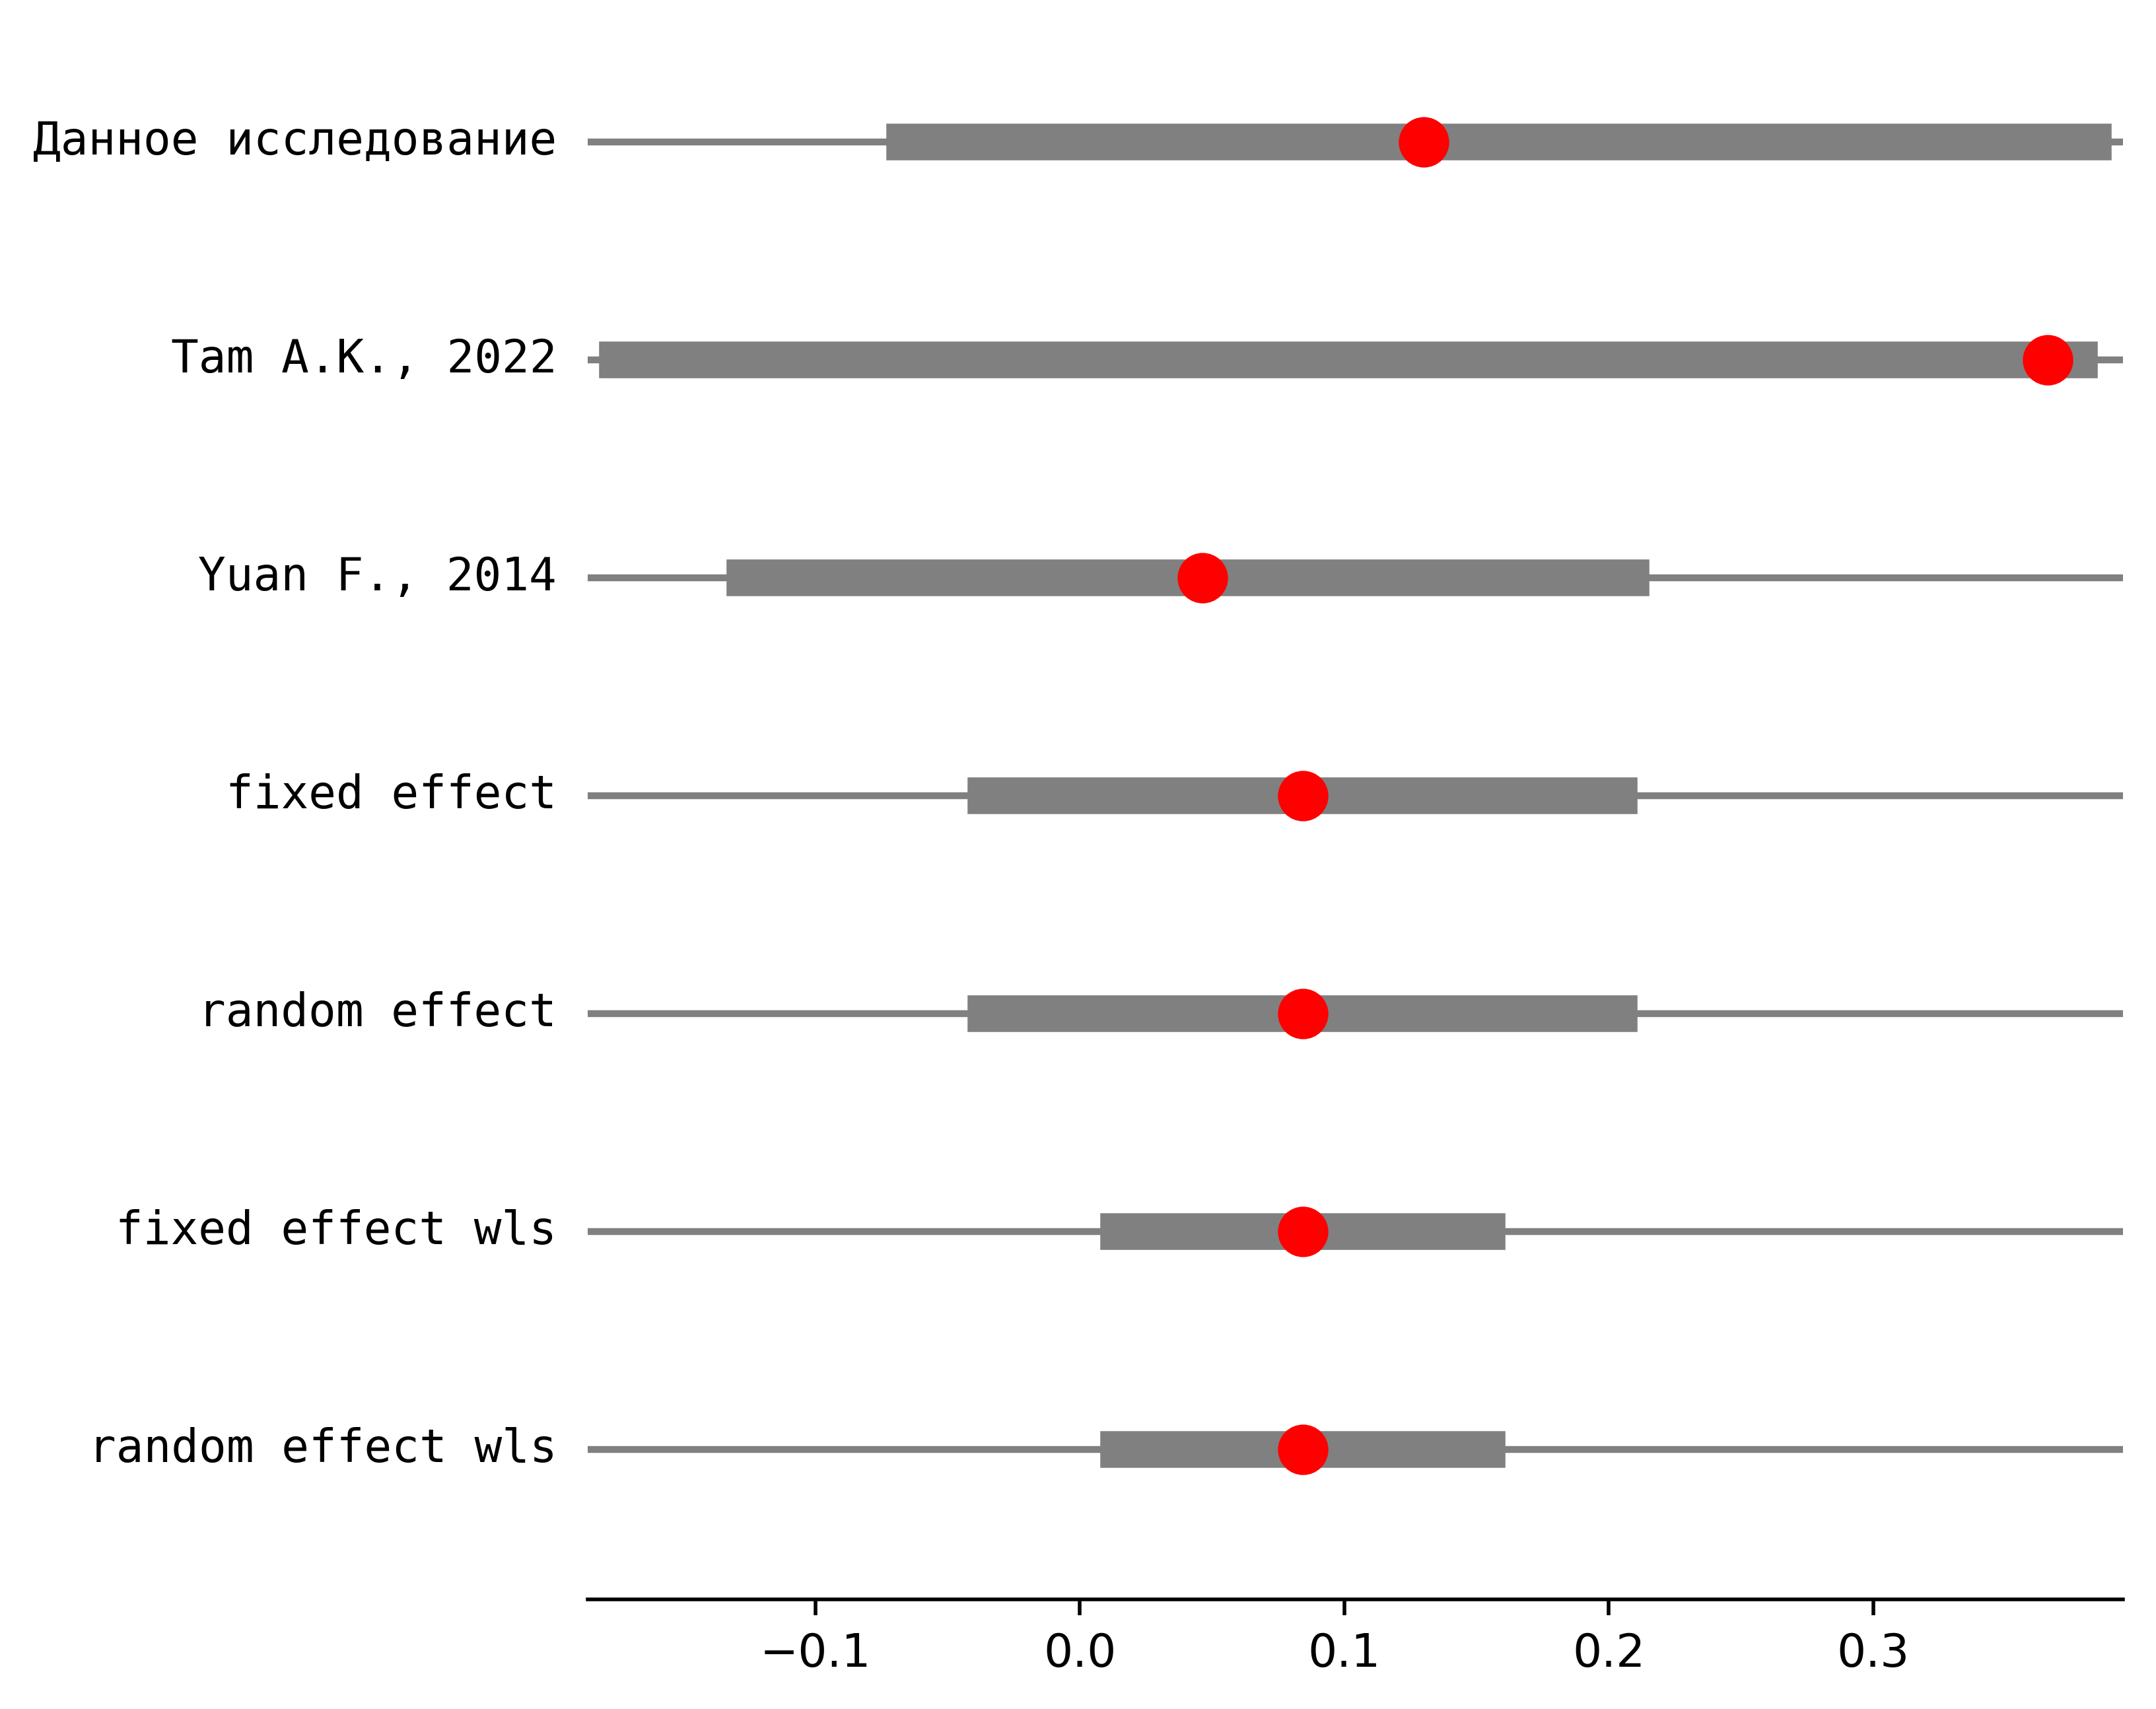 Данное исследование
Tam A.K., 2022
Yuan F., 2014
fixed effect
random effect
fixed effect wls
random effect wls
−0.1 0.0 0.1 0.2 0.3